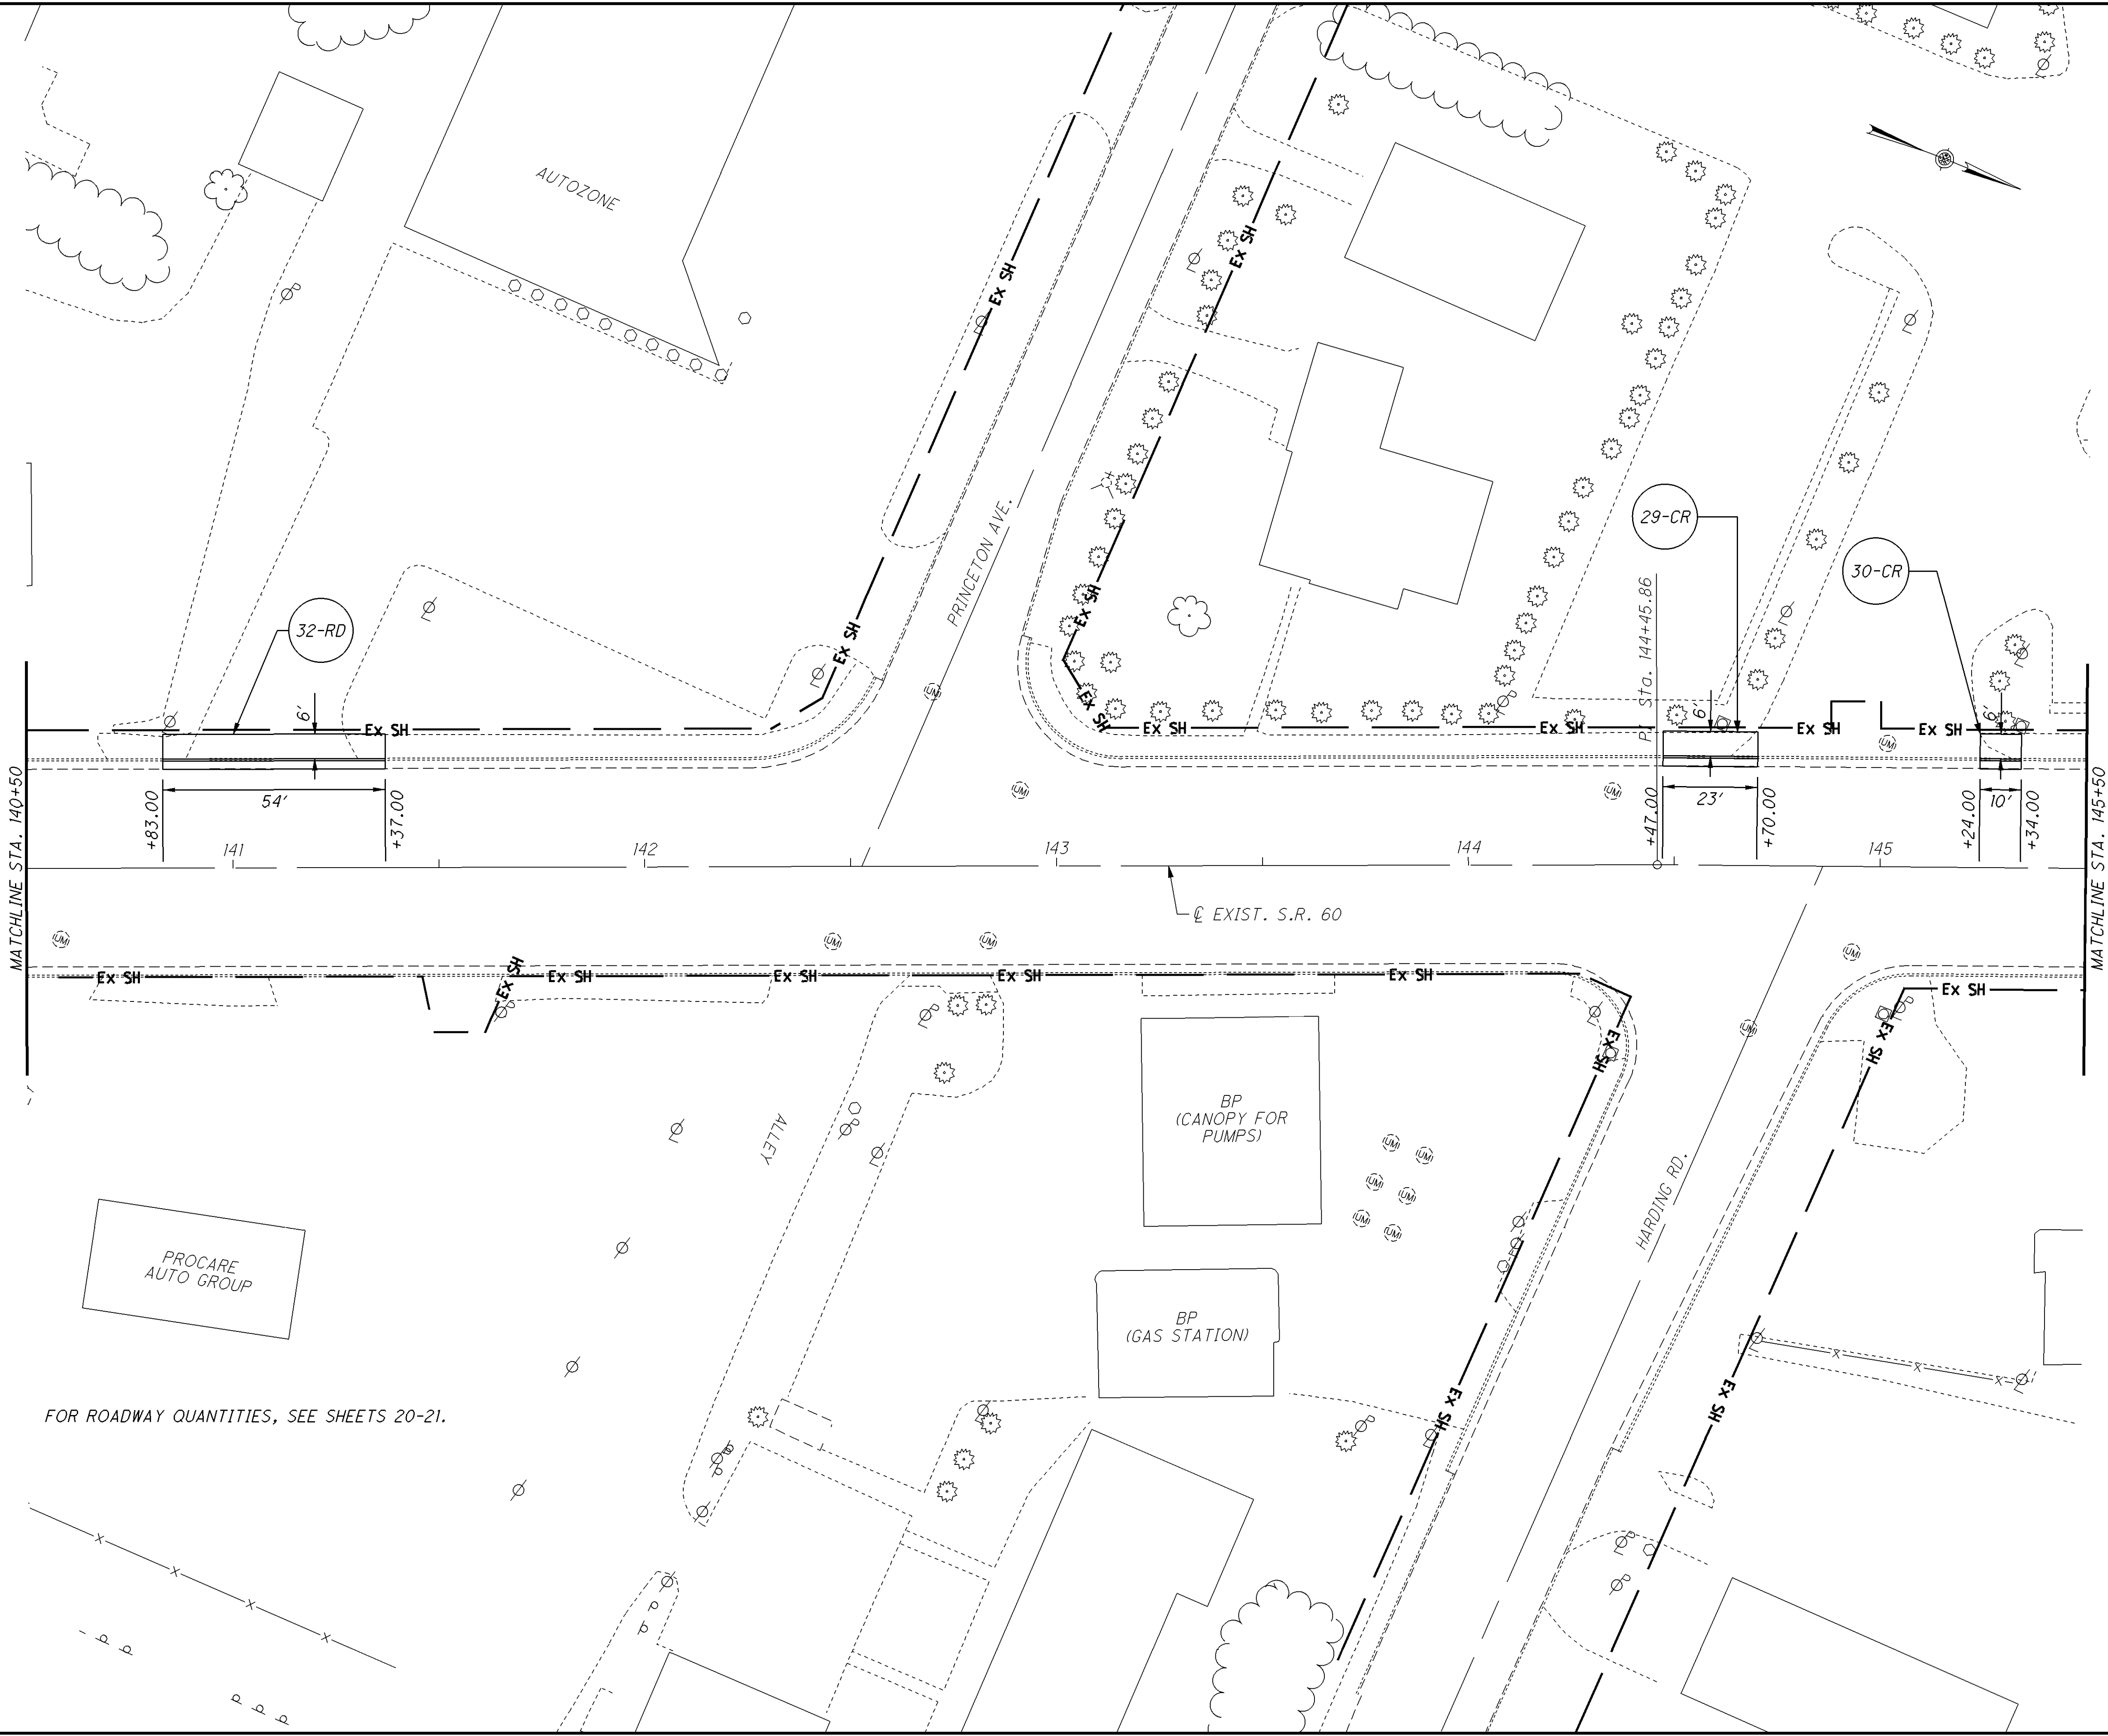 AUTOZONE
Ex SH
Ex SH
PRINCETON AVE.
29-CR
30-CR
P.I. Sta. 144+45.86
32-RD
Ex SH
Ex SH
6'
6'
6'
Ex SH
Ex SH
Ex SH
Ex SH
Ex SH
Ex SH
MATCHLINE STA. 140+50
+83.00
54'
+37.00
+47.00
23'
+70.00
+24.00
10'
+34.00
MATCHLINE STA. 145+50
141
142
143
144
145
℄ EXIST. S.R. 60
Ex SH
Ex SH
Ex SH
Ex SH
Ex SH
Ex SH
Ex SH
Ex SH
Ex SH
ALLEY
BP
(CANOPY FOR
PUMPS)
HARDING RD.
PROCARE
AUTO GROUP
BP
(GAS STATION)
Ex SH
Ex SH
FOR ROADWAY QUANTITIES, SEE SHEETS 20-21.